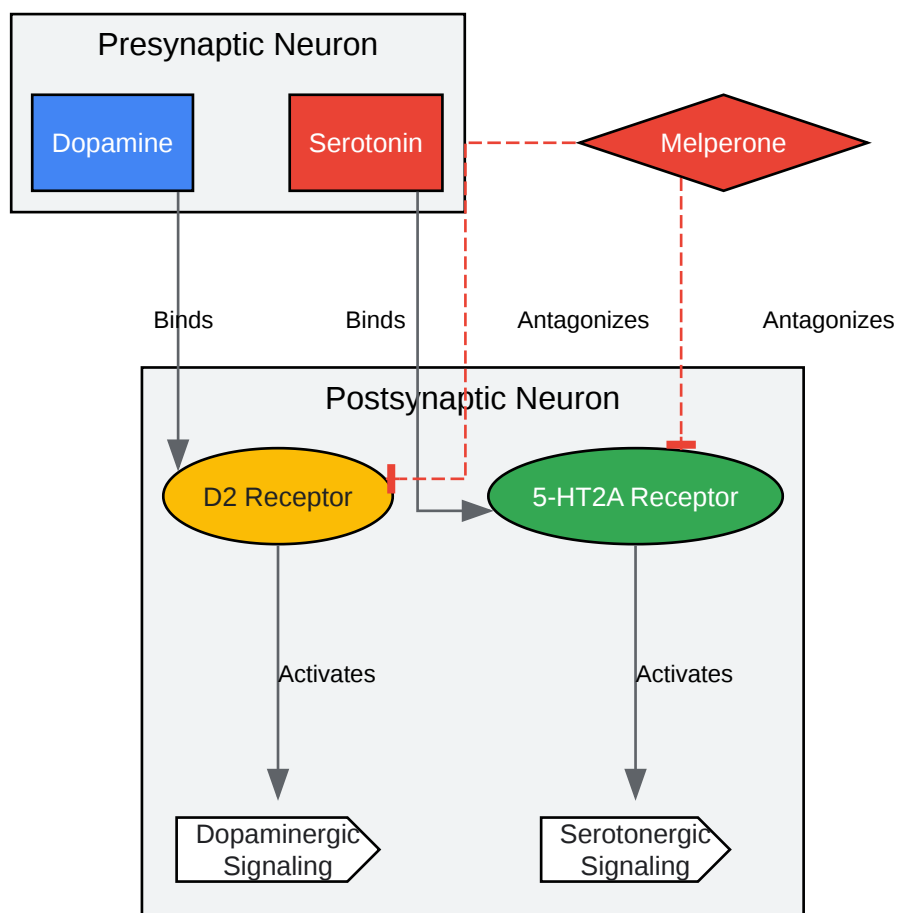 Presynaptic Neuron
Dopamine
Serotonin
Melperone
Binds
Binds
Antagonizes
Antagonizes
Postsynaptic Neuron
D2 Receptor
5-HT2A Receptor
Activates
Activates
Dopaminergic
Signaling
Serotonergic
Signaling